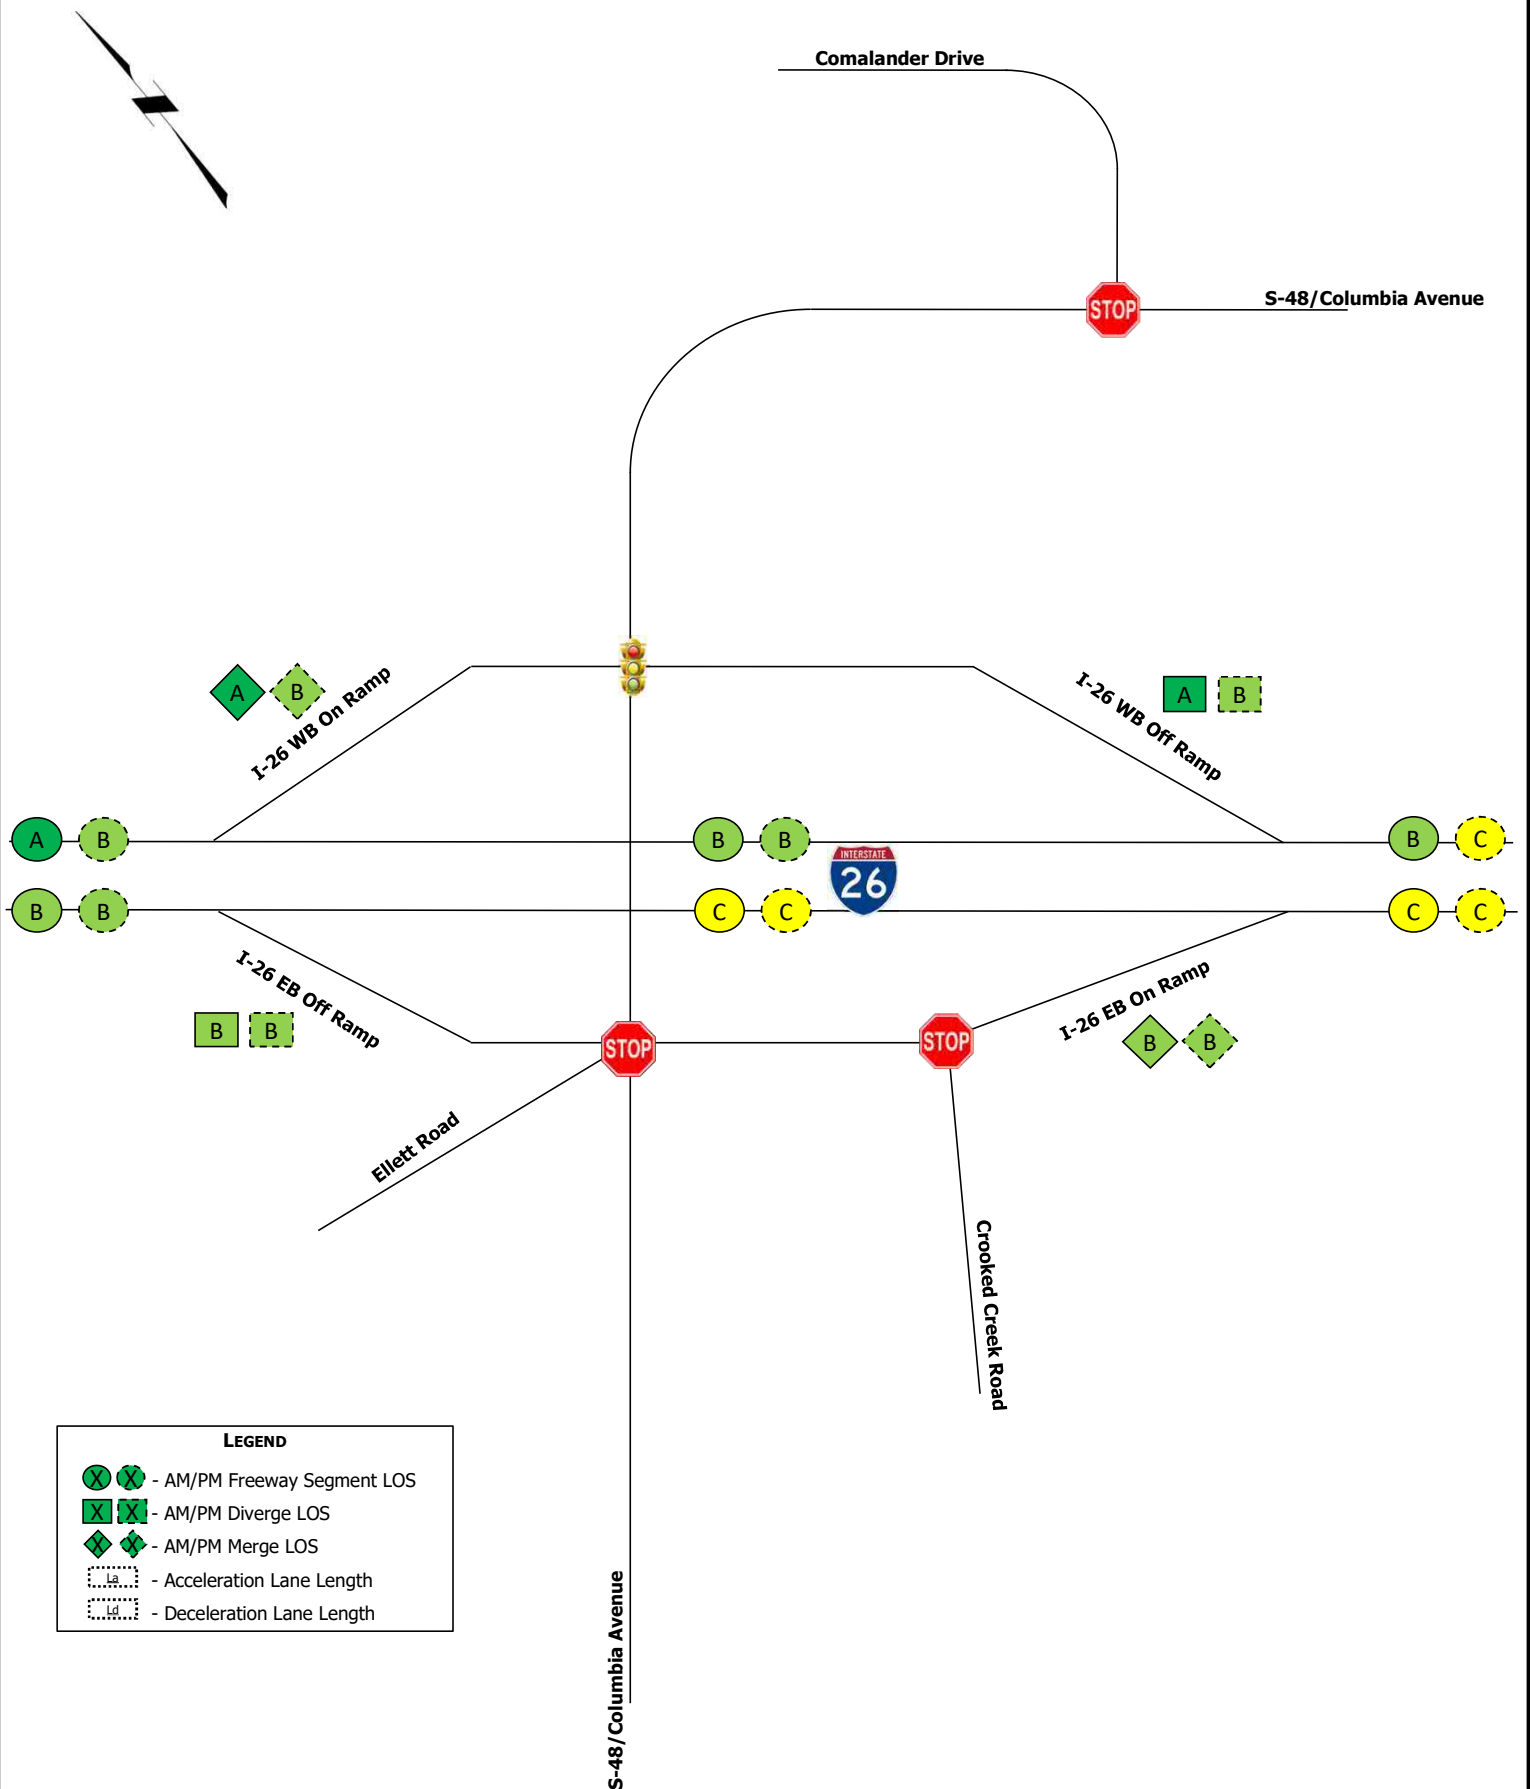 Comalander Drive
STOP
S-48/Columbia Avenue
A B
I-26 WB On Ramp
I-26 WB Off Ramp
A B
A B
B B
B C
INTERSTATE
26
B B
C C
C C
I-26 EB Off Ramp
B B
STOP
STOP
I-26 EB On Ramp
B B
Ellett Road
Crooked Creek Road
LEGEND
X X - AM/PM Freeway Segment LOS
X X - AM/PM Diverge LOS
X X - AM/PM Merge LOS
La - Acceleration Lane Length
Ld - Deceleration Lane Length
S-48/Columbia Avenue